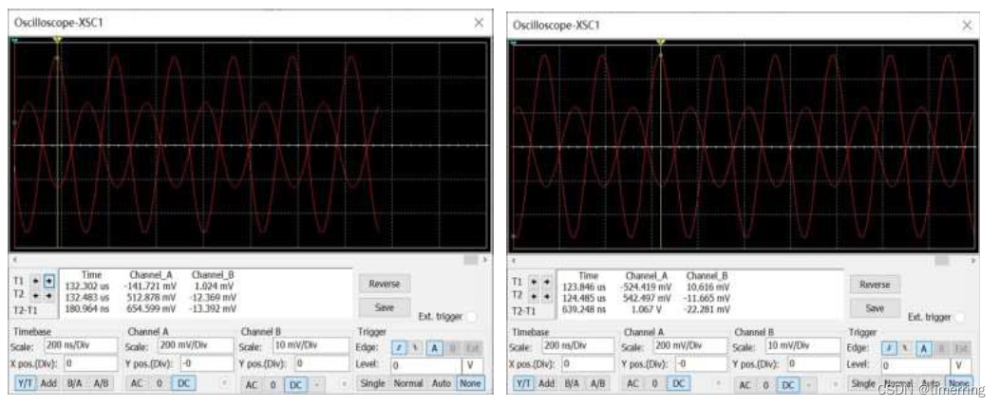 Oscilloscope-XSC1
T1
T2
T2-T1
Time Channel_A Channel_B
132.302 us -141.721 mV 1.024 mV
132.483 us 512.878 mV -12.369 mV
180.964 ns 654.599 mV -13.392 mV
Reverse
Save
Ext. trigger
Timebase
Scale: 200 ns/Div
X pos.(Div): 0
Y/T Add B/A A/B
Channel A
Scale: 200 mV/Div
Y pos.(Div): -0
AC 0 DC
Channel B
Scale: 10 mV/Div
Y pos.(Div): 0
AC 0 DC -
Trigger
Edge: A B Ext
Level: 0 V
Single Normal Auto None
Oscilloscope-XSC1
T1
T2
T2-T1
Time Channel_A Channel_B
123.846 us -524.419 mV 10.616 mV
124.485 us 542.497 mV -11.665 mV
639.248 ns 1.067 V -22.281 mV
Reverse
Save
Ext. trigger
Timebase
Scale: 200 ns/Div
X pos.(Div): 0
Y/T Add B/A A/B
Channel A
Scale: 200 mV/Div
Y pos.(Div): -0
AC 0 DC
Channel B
Scale: 10 mV/Div
Y pos.(Div): 0
AC 0 DC -
Trigger
Edge: A B Ext
Level: 0 V
Single Normal Auto None
CSDN @timerring